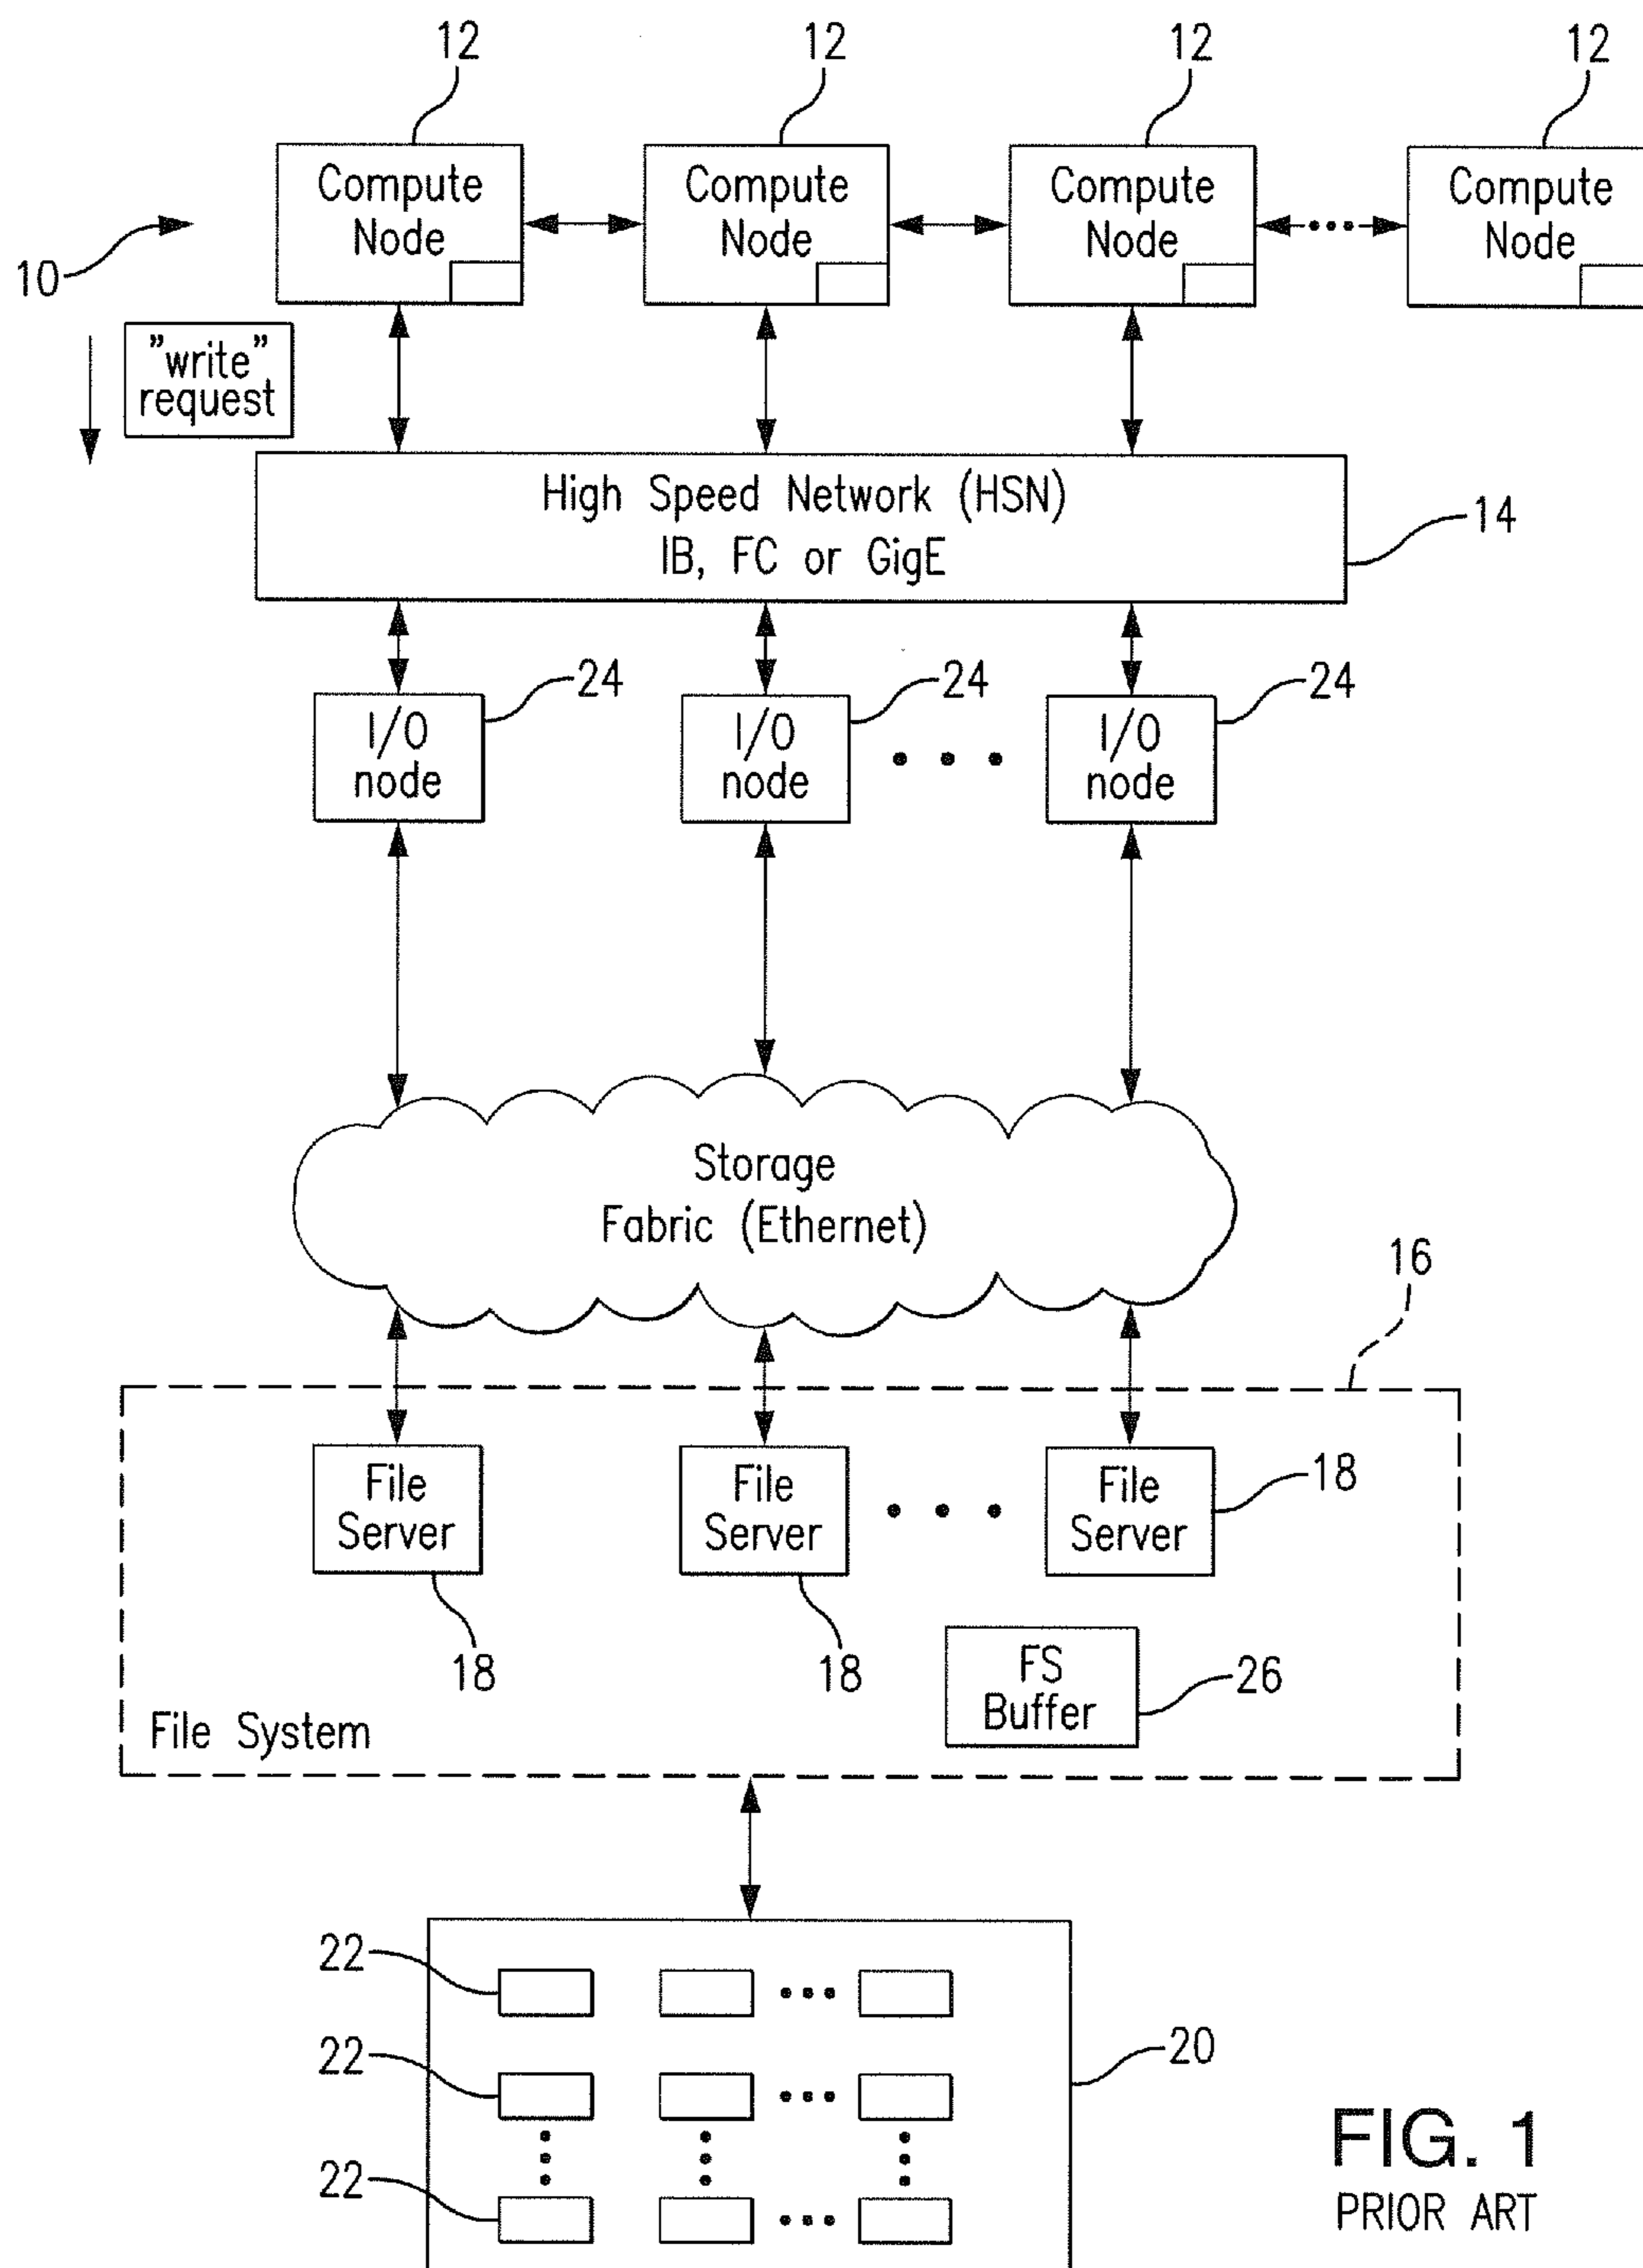 12 12 12 12
Compute Node
Compute Node
Compute Node
Compute Node
10
"write"
request
High Speed Network (HSN)
IB, FC or GigE
14
24
24
24
I/O
node
I/O
node
I/O
node
Storage
Fabric (Ethernet)
16
File
Server
File
Server
File
Server
18
18
18
FS
Buffer
26
File System
22
22
20
22
FIG. 1
PRIOR ART